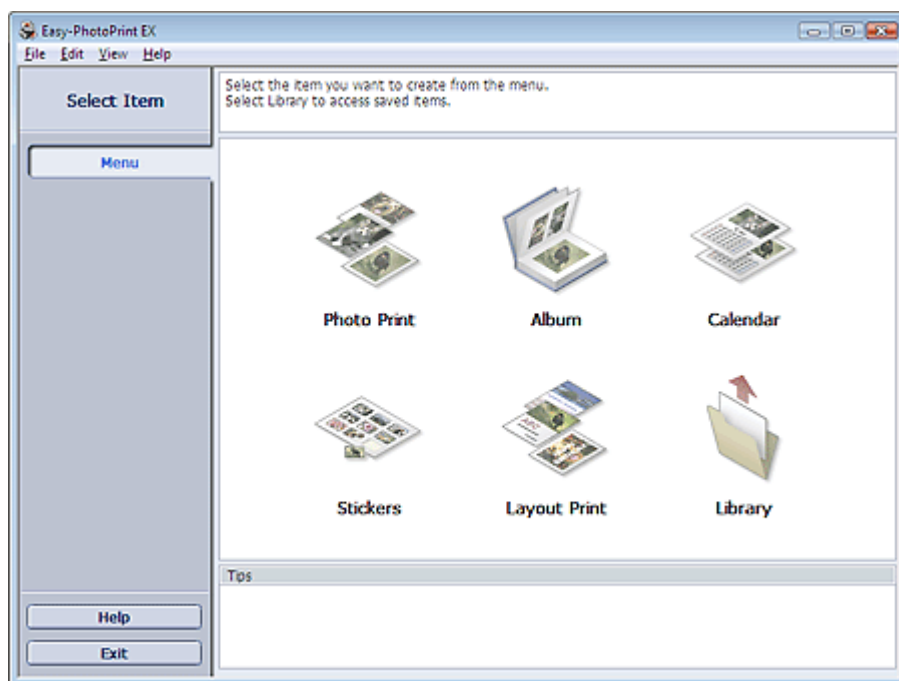 Easy-PhotoPrint EX
File Edit View Help
Select Item
Select the item you want to create from the menu.
Select Library to access saved items.
Menu
Photo Print
Album
Calendar
Stickers
Layout Print
Library
Tips
Help
Exit